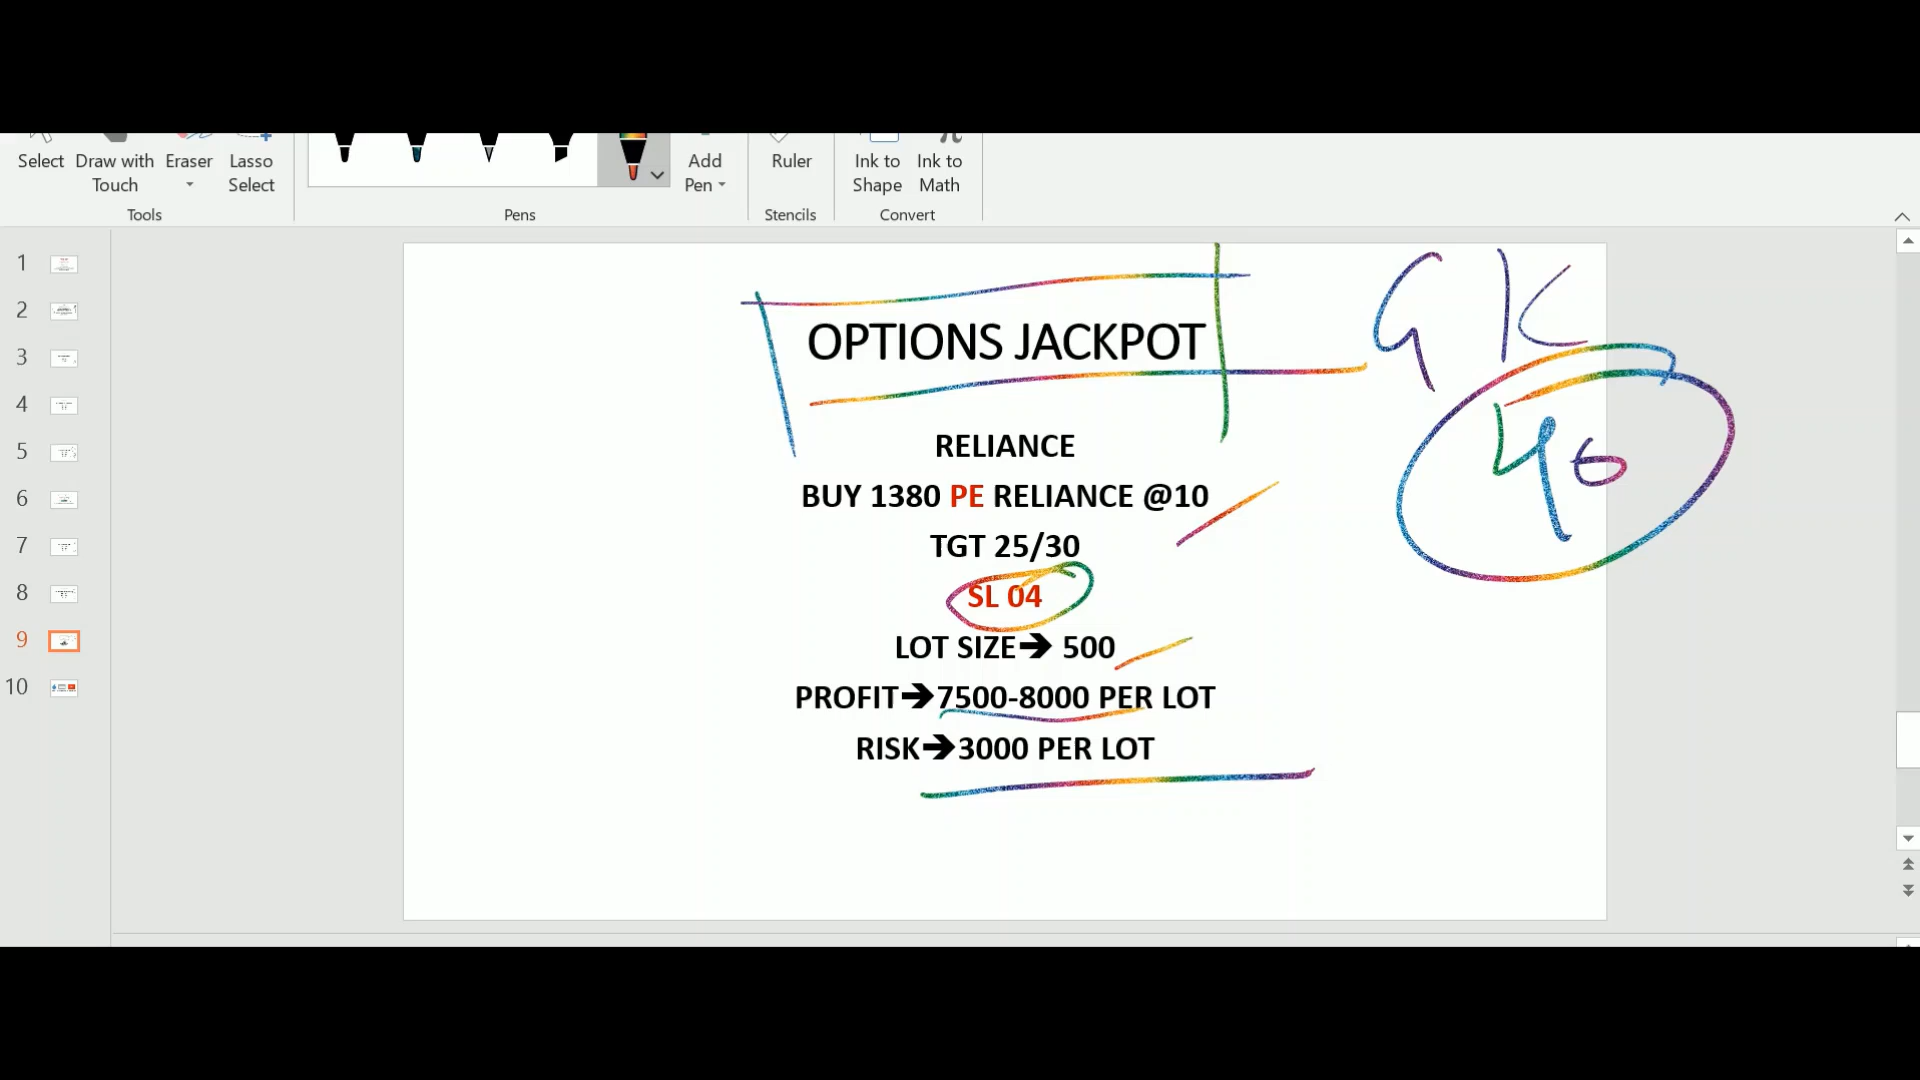 Select
Draw with Touch
Eraser
Lasso Select
Tools
Pens
Add Pen
Ruler
Stencils
Ink to Shape
Ink to Math
Convert
1
2
3
4
5
6
7
8
9
10
OPTIONS JACKPOT
RELIANCE
BUY 1380 PE RELIANCE @10
TGT 25/30
SL 04
LOT SIZE➔ 500
PROFIT➔7500-8000 PER LOT
RISK➔3000 PER LOT
9K
40